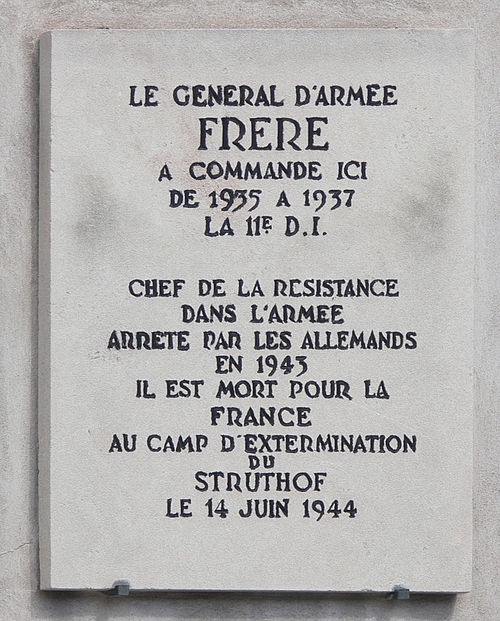 LE GENERAL D'ARMEE
FRERE
A COMMANDE ICI
DE 1935 A 1937
LA 11E D.I.
CHEF DE LA RESISTANCE
DANS L'ARMEE
ARRETE PAR LES ALLEMANDS
EN 1943
IL EST MORT POUR LA
FRANCE
AU CAMP D'EXTERMINATION
DU
STRUTHOF
LE 14 JUIN 1944